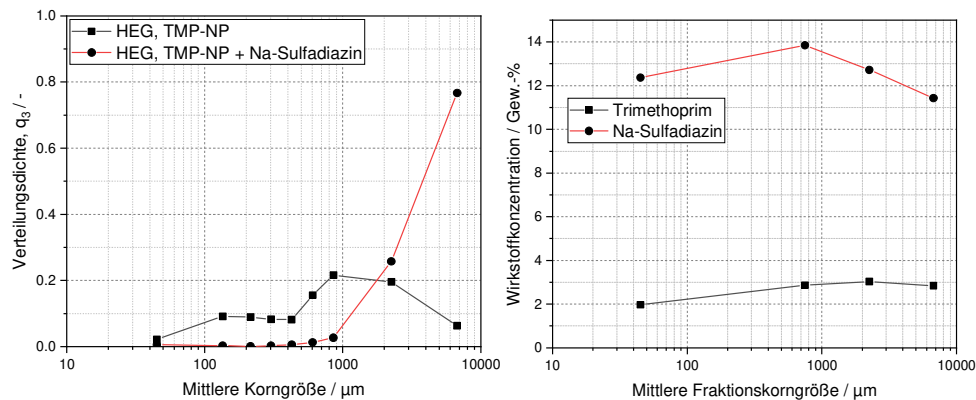 HEG, TMP-NP
HEG, TMP-NP + Na-Sulfadiazin
Verteilungsdichte, q3 / -
1.0
0.8
0.6
0.4
0.2
0.0
10 100 1000 10000
Mittlere Korngröße / µm
Trimethoprim
Na-Sulfadiazin
Wirkstoffkonzentration / Gew.-%
14
12
10
8
6
4
2
0
10 100 1000 10000
Mittlere Fraktionskorngröße / µm